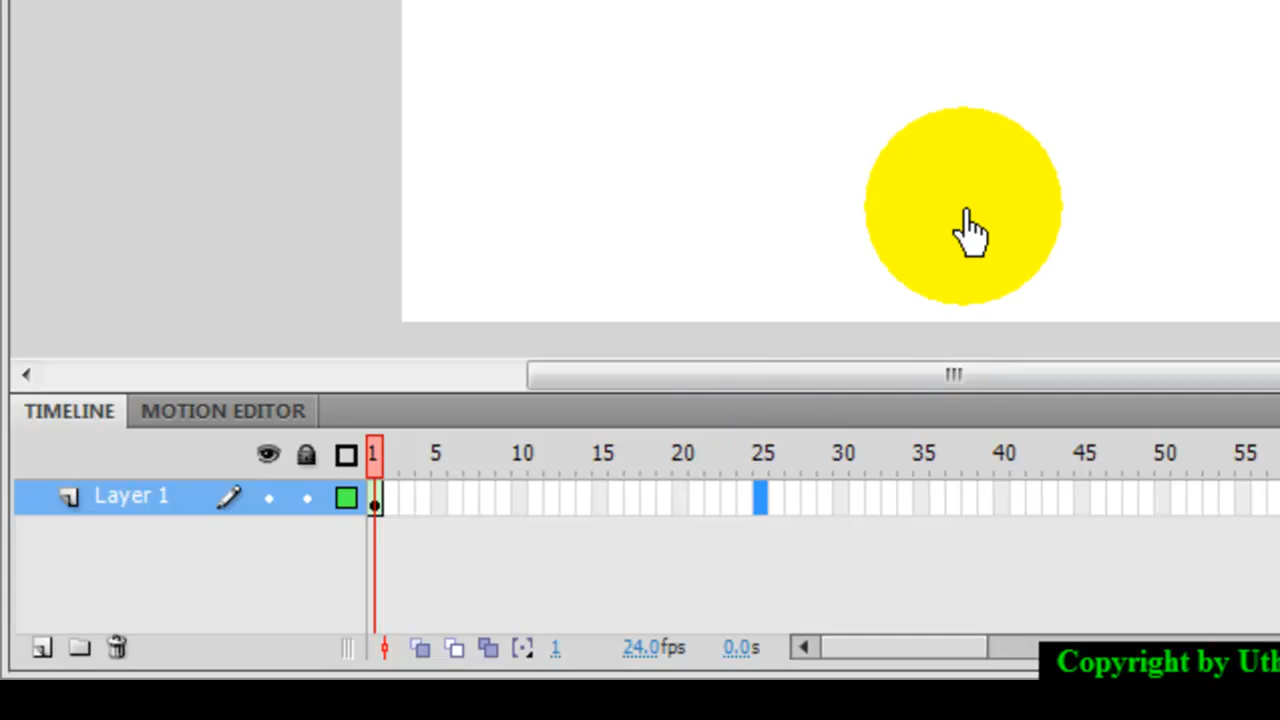 TIMELINE MOTION EDITOR
1 5 10 15 20 25 30 35 40 45 50 55
Layer 1
1 24.0fps 0.0s
Copyright by Uth